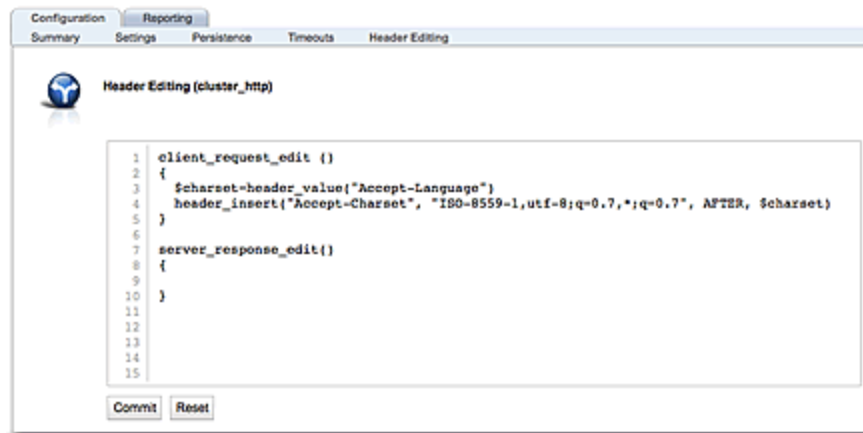 Configuration Reporting
Summary Settings Persistence Timeouts Header Editing
Header Editing (cluster_http)
1 client_request_edit ()
2 {
3 $charset=header_value("Accept-Language")
4 header_insert("Accept-Charset", "ISO-8559-1,utf-8;q=0.7,*;q=0.7", AFTER, $charset)
5 }
6
7 server_response_edit()
8 {
9
10 }
11
12
13
14
15
Commit Reset